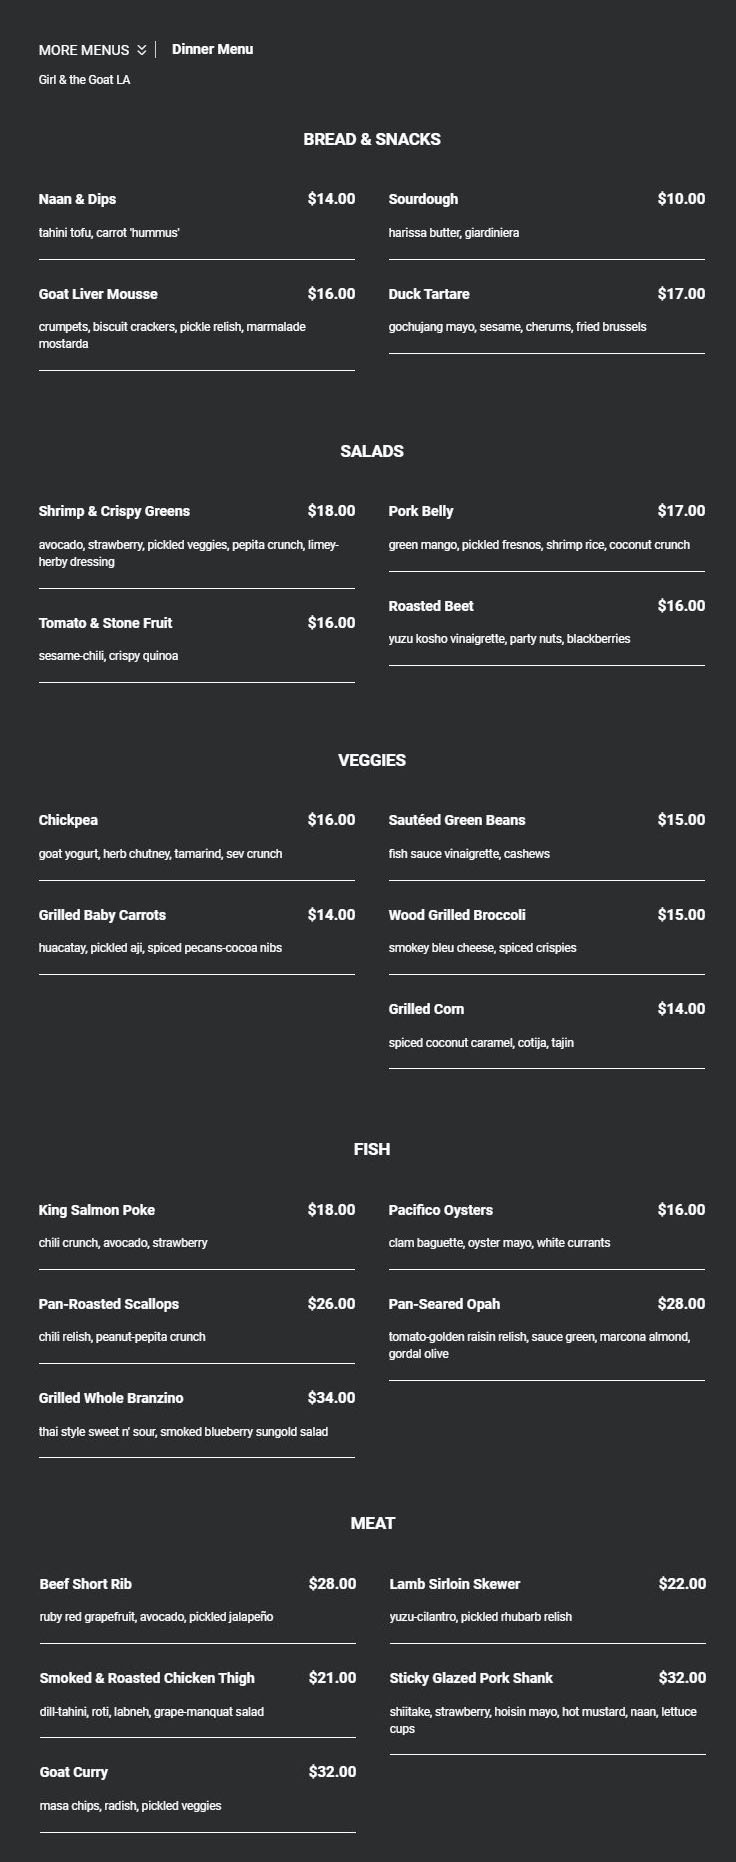 MORE MENUS
Dinner Menu
Girl & the Goat LA
BREAD & SNACKS
Naan & Dips $14.00
tahini tofu, carrot 'hummus'
Goat Liver Mousse $16.00
crumpets, biscuit crackers, pickle relish, marmalade
mostarda
Sourdough $10.00
harissa butter, giardiniera
Duck Tartare $17.00
gochujang mayo, sesame, cherums, fried brussels
SALADS
Shrimp & Crispy Greens $18.00
avocado, strawberry, pickled veggies, pepita crunch, limey-
herby dressing
Tomato & Stone Fruit $16.00
sesame-chili, crispy quinoa
Pork Belly $17.00
green mango, pickled fresnos, shrimp rice, coconut crunch
Roasted Beet $16.00
yuzu kosho vinaigrette, party nuts, blackberries
VEGGIES
Chickpea $16.00
goat yogurt, herb chutney, tamarind, sev crunch
Grilled Baby Carrots $14.00
huacatay, pickled aji, spiced pecans-cocoa nibs
Sautéed Green Beans $15.00
fish sauce vinaigrette, cashews
Wood Grilled Broccoli $15.00
smokey bleu cheese, spiced crispies
Grilled Corn $14.00
spiced coconut caramel, cotija, tajin
FISH
King Salmon Poke $18.00
chili crunch, avocado, strawberry
Pan-Roasted Scallops $26.00
chili relish, peanut-pepita crunch
Grilled Whole Branzino $34.00
thai style sweet n' sour, smoked blueberry sungold salad
Pacifico Oysters $16.00
clam baguette, oyster mayo, white currants
Pan-Seared Opah $28.00
tomato-golden raisin relish, sauce green, marcona almond,
gordal olive
MEAT
Beef Short Rib $28.00
ruby red grapefruit, avocado, pickled jalapeño
Smoked & Roasted Chicken Thigh $21.00
dill-tahini, roti, labneh, grape-manquat salad
Goat Curry $32.00
masa chips, radish, pickled veggies
Lamb Sirloin Skewer $22.00
yuzu-cilantro, pickled rhubarb relish
Sticky Glazed Pork Shank $32.00
shiitake, strawberry, hoisin mayo, hot mustard, naan, lettuce
cups